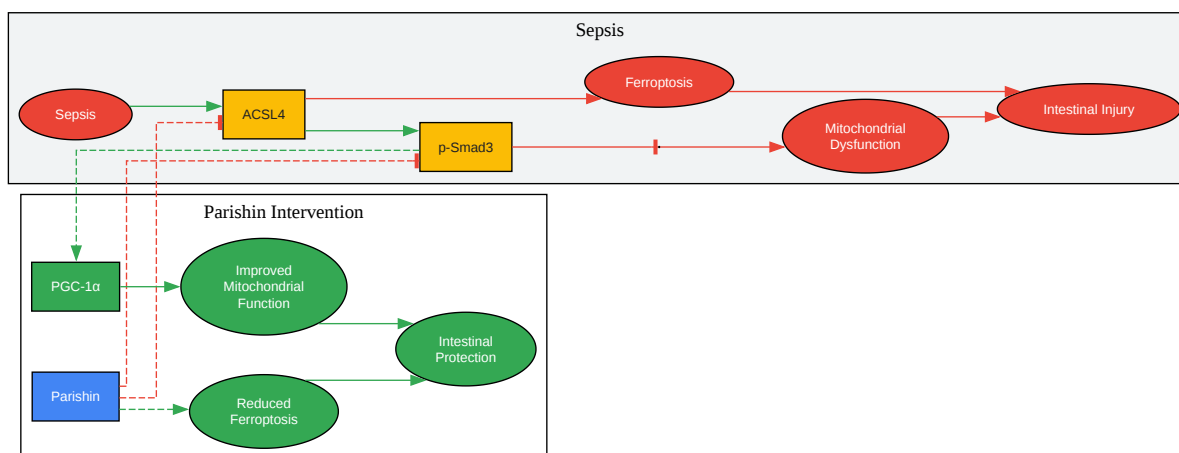 Sepsis
Ferroptosis
Sepsis
ACSL4
Intestinal Injury
p-Smad3
Mitochondrial
Dysfunction
Parishin Intervention
PGC-1α
Improved
Mitochondrial
Function
Intestinal
Protection
Parishin
Reduced
Ferroptosis